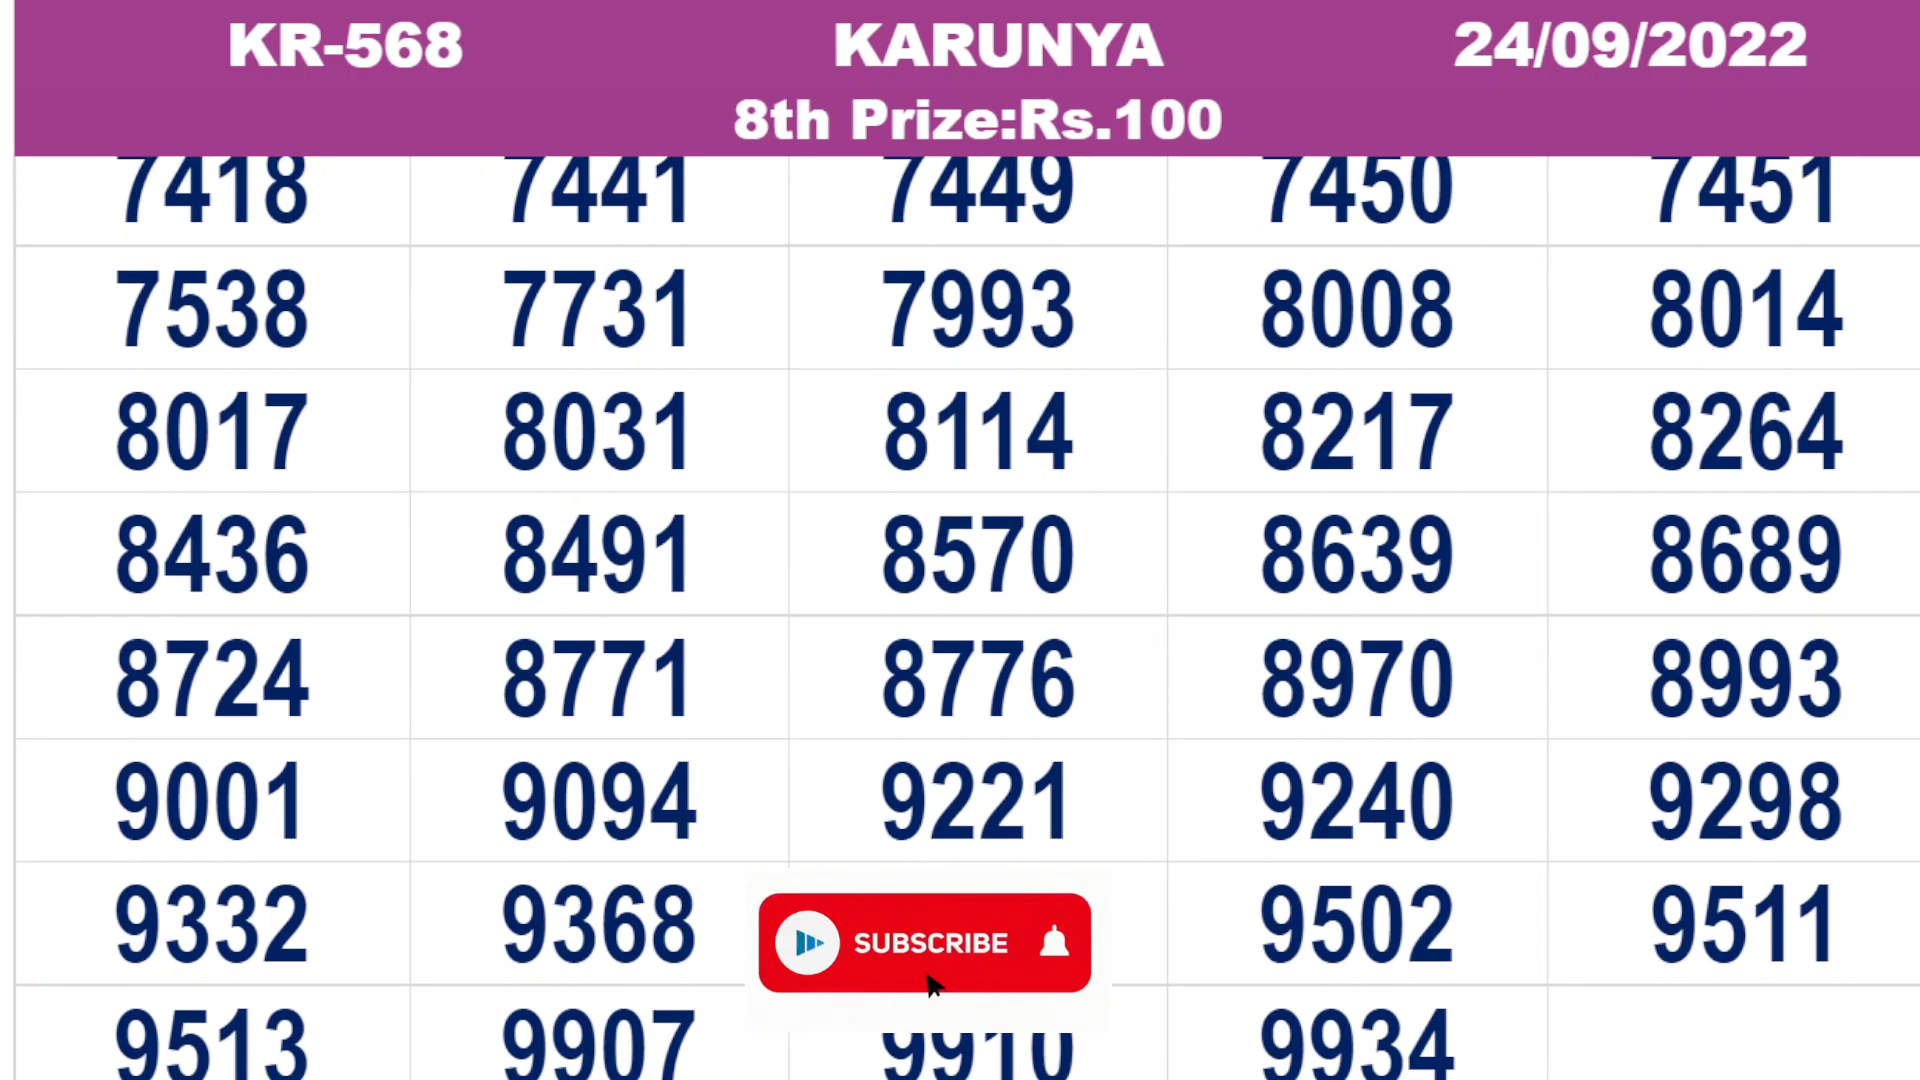 KR-568 KARUNYA 24/09/2022
8th Prize:Rs.100
7418 7441 7449 7450 7451
7538 7731 7993 8008 8014
8017 8031 8114 8217 8264
8436 8491 8570 8639 8689
8724 8771 8776 8970 8993
9001 9094 9221 9240 9298
9332 9368 9502 9511
SUBSCRIBE
9513 9907 9910 9934